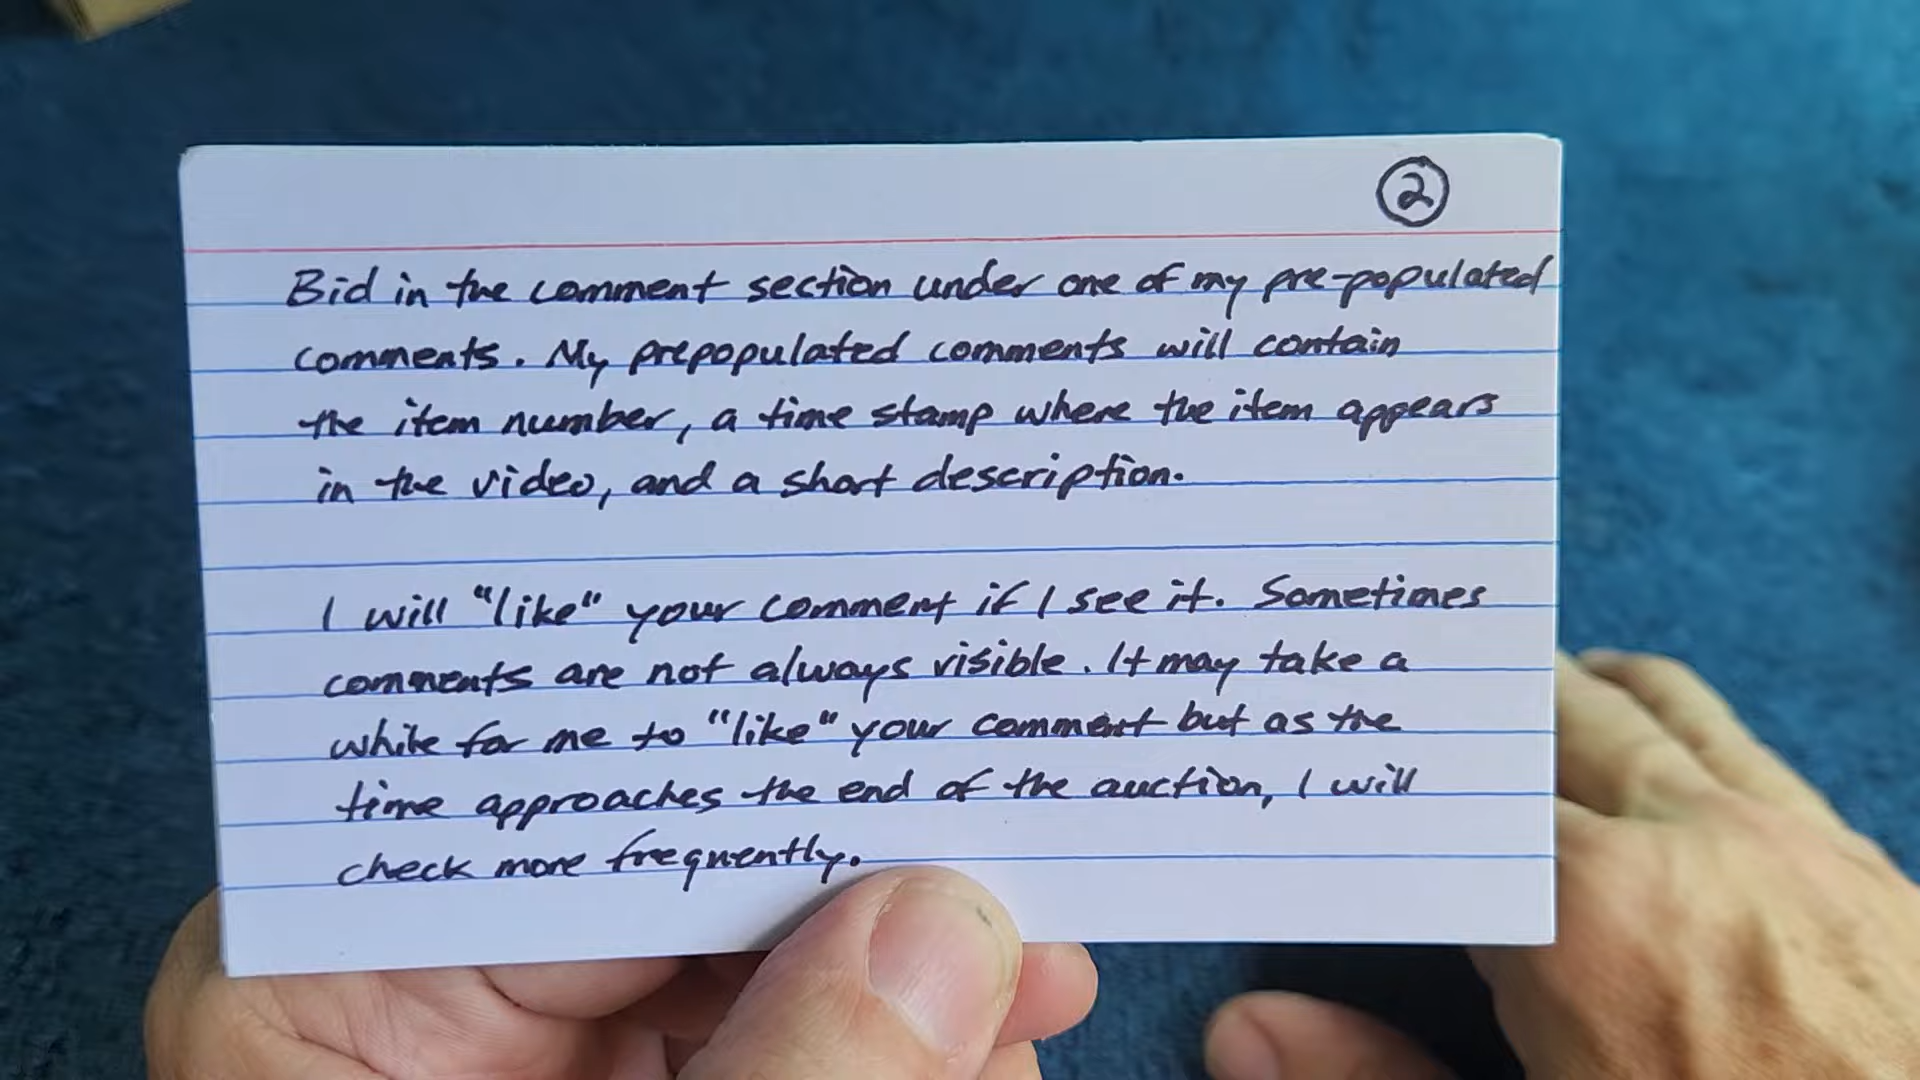 2
Bid in the comment section under one of my pre-populated
comments. My prepopulated comments will contain
the item number, a time stamp where the item appears
in the video, and a short description.
I will "like" your comment if I see it. Sometimes
comments are not always visible. It may take a
while for me to "like" your comment but as the
time approaches the end of the auction, I will
check more frequently.